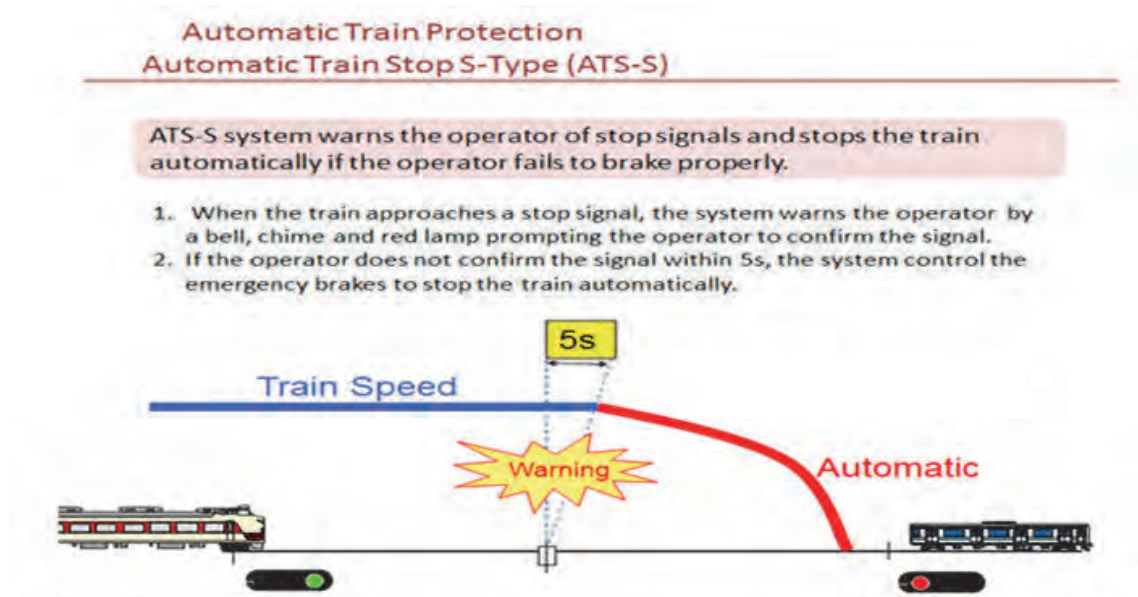 Automatic Train Protection
Automatic Train Stop S-Type (ATS-S)
ATS-S system warns the operator of stop signals and stops the train
automatically if the operator fails to brake properly.
1. When the train approaches a stop signal, the system warns the operator by
a bell, chime and red lamp prompting the operator to confirm the signal.
2. If the operator does not confirm the signal within 5s, the system control the
emergency brakes to stop the train automatically.
5s
Train Speed
Warning
Automatic